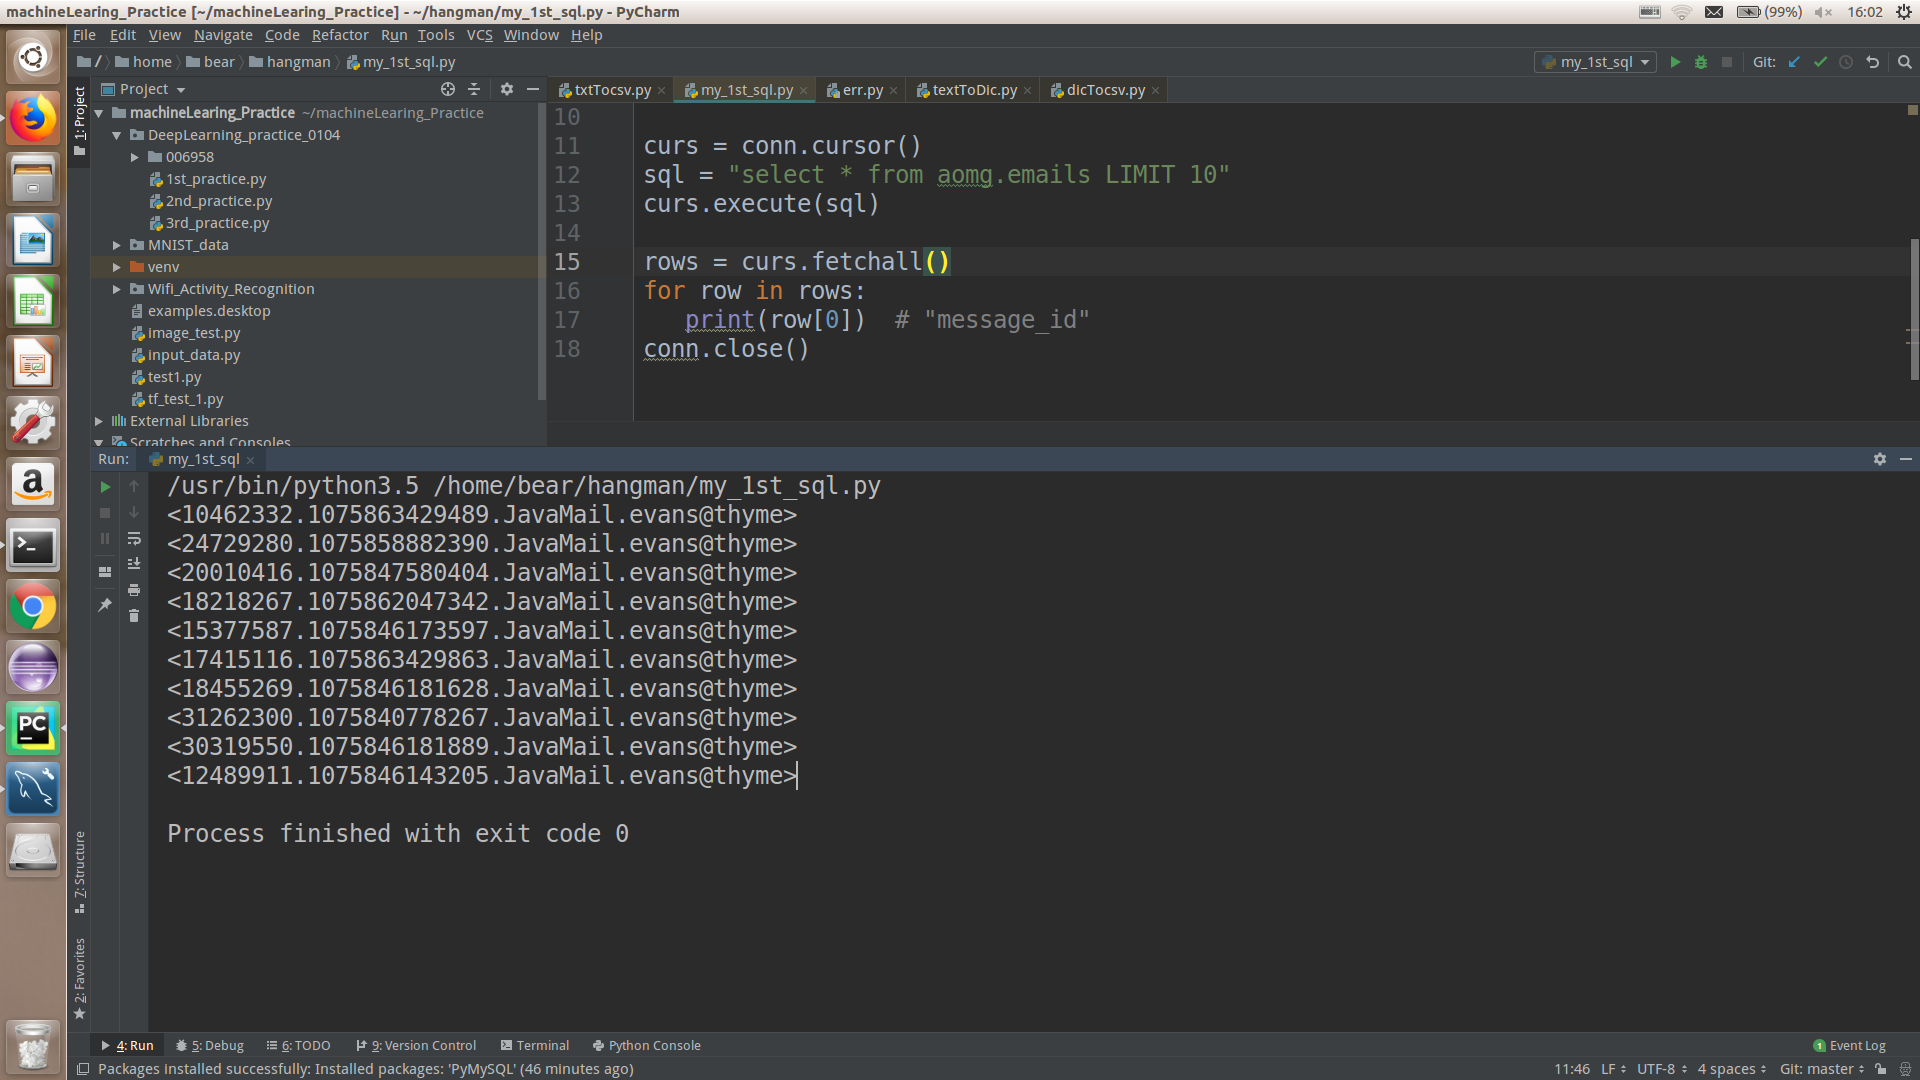 machineLearing_Practice [~/machineLearing_Practice] - ~/hangman/my_1st_sql.py - PyCharm
(99%)
16:02
File Edit View Navigate Code Refactor Run Tools VCS Window Help
/ home bear hangman my_1st_sql.py
my_1st_sql
Git:
1: Project
Project
machineLearing_Practice ~/machineLearing_Practice
DeepLearning_practice_0104
006958
1st_practice.py
2nd_practice.py
3rd_practice.py
MNIST_data
venv
Wifi_Activity_Recognition
examples.desktop
image_test.py
input_data.py
test1.py
tf_test_1.py
External Libraries
Scratches and Consoles
txtTocsv.py my_1st_sql.py err.py textToDic.py dicTocsv.py
10
11 curs = conn.cursor()
12 sql = "select * from aomg.emails LIMIT 10"
13 curs.execute(sql)
14
15 rows = curs.fetchall()
16 for row in rows:
17 print(row[0]) # "message_id"
18 conn.close()
Run: my_1st_sql
/usr/bin/python3.5 /home/bear/hangman/my_1st_sql.py
<10462332.1075863429489.JavaMail.evans@thyme>
<24729280.1075858882390.JavaMail.evans@thyme>
<20010416.1075847580404.JavaMail.evans@thyme>
<18218267.1075862047342.JavaMail.evans@thyme>
<15377587.1075846173597.JavaMail.evans@thyme>
<17415116.1075863429863.JavaMail.evans@thyme>
<18455269.1075846181628.JavaMail.evans@thyme>
<31262300.1075840778267.JavaMail.evans@thyme>
<30319550.1075846181889.JavaMail.evans@thyme>
<12489911.1075846143205.JavaMail.evans@thyme>
Process finished with exit code 0
PC
7: Structure
2: Favorites
4: Run 5: Debug 6: TODO 9: Version Control Terminal Python Console
1 Event Log
Packages installed successfully: Installed packages: 'PyMySQL' (46 minutes ago)
11:46 LF UTF-8 4 spaces Git: master